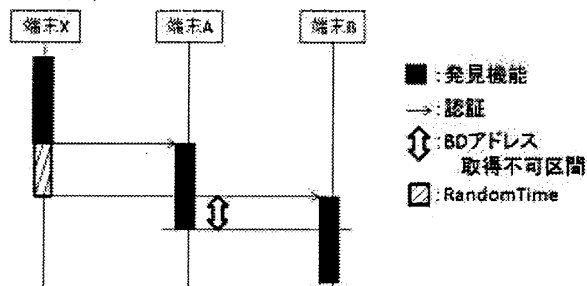 端末X 端末A 端末B
:発見機能
:認証
:BDアドレス
取得不可区間
:RandomTime